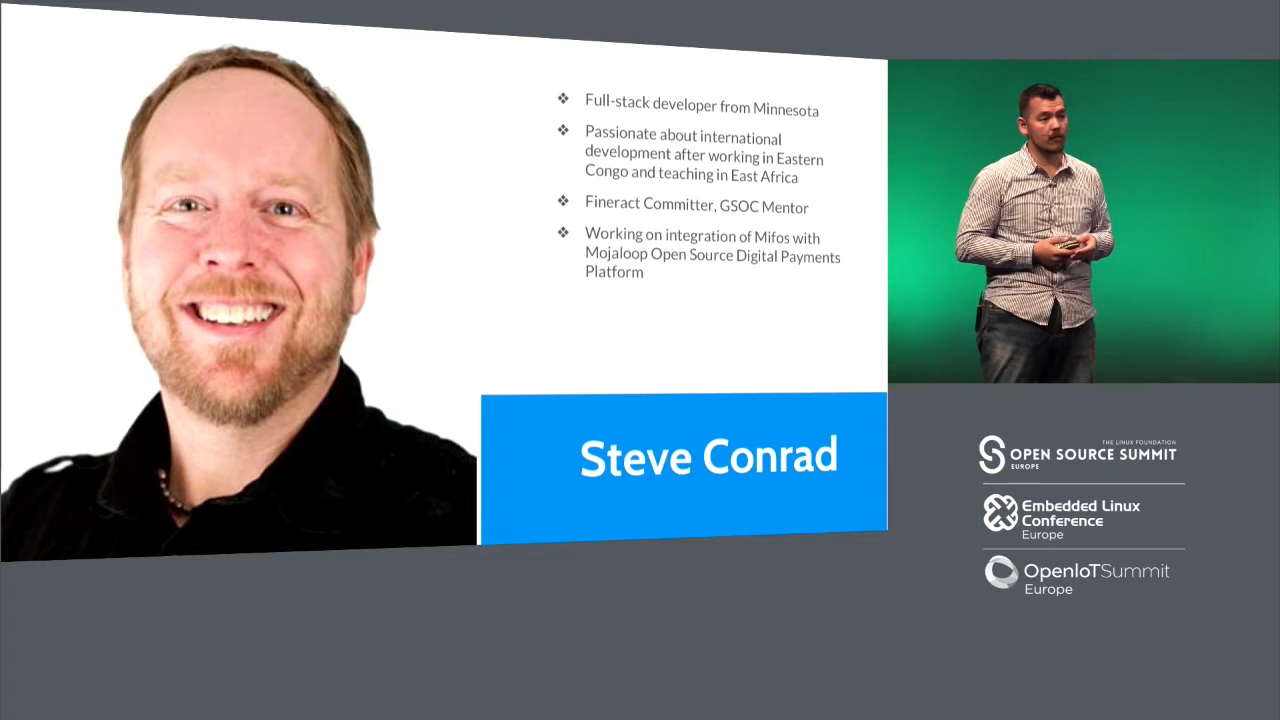 ❖ Full-stack developer from Minnesota
❖ Passionate about international
development after working in Eastern
Congo and teaching in East Africa
❖ Fineract Committer, GSOC Mentor
❖ Working on integration of Mifos with
Mojaloop Open Source Digital Payments
Platform
Steve Conrad
THE LINUX FOUNDATION
OPEN SOURCE SUMMIT
EUROPE
Embedded Linux
Conference
Europe
OpenIoTSummit
Europe